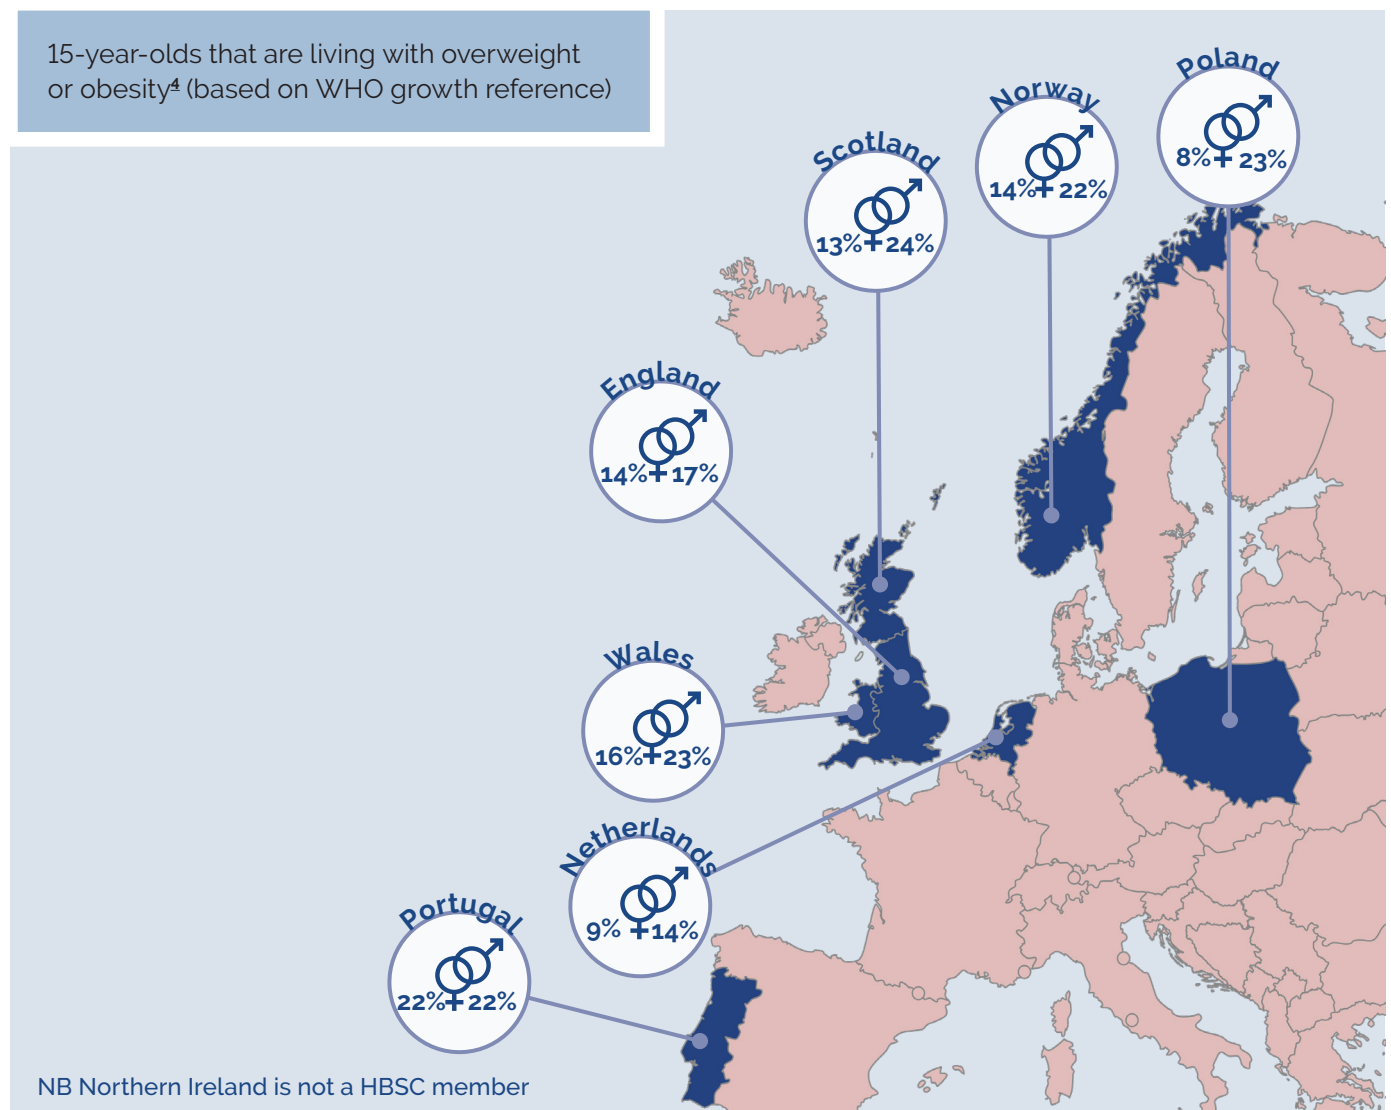 15-year-olds that are living with overweight
or obesity⁴ (based on WHO growth reference)
Poland
8% 23%
Norway
14% 22%
Scotland
13% 24%
England
14% 17%
Wales
16% 23%
Netherlands
9% 14%
Portugal
22% 22%
NB Northern Ireland is not a HBSC member